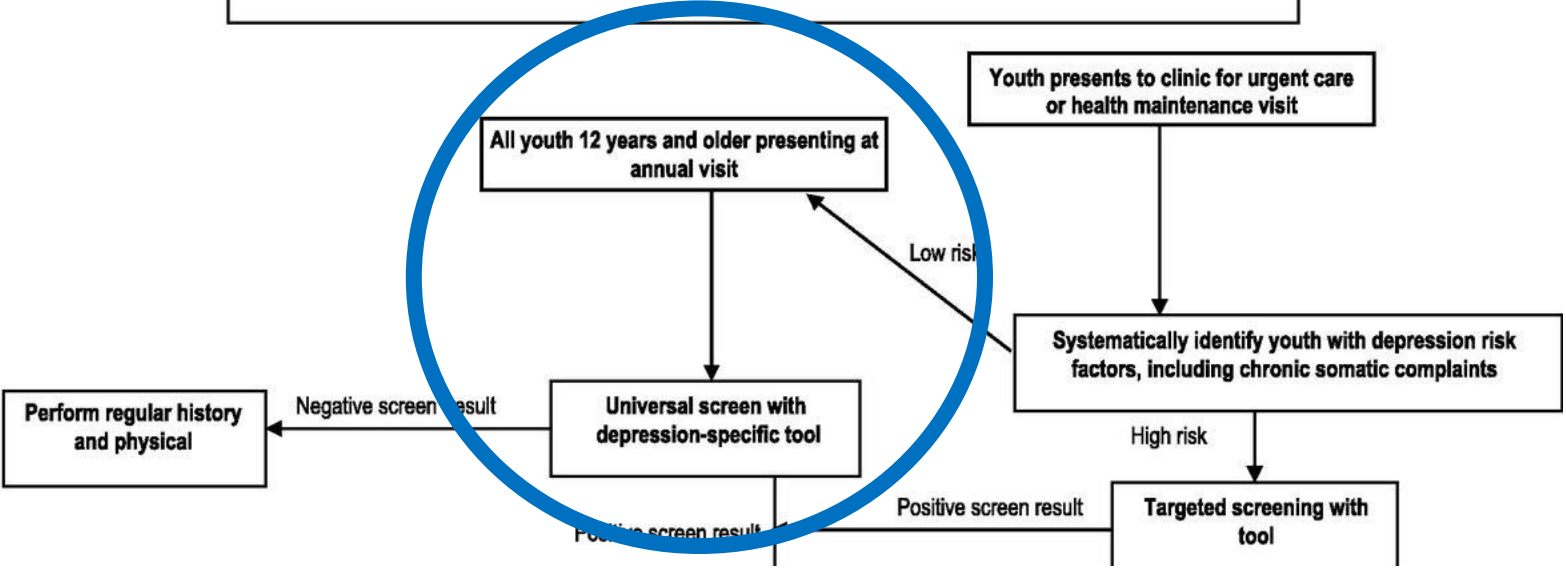 Youth presents to clinic for urgent care
or health maintenance visit
All youth 12 years and older presenting at
annual visit
Low risk
Systematically identify youth with depression risk
factors, including chronic somatic complaints
Perform regular history
and physical
Negative screen result
Universal screen with
depression-specific tool
High risk
Positive screen result
Positive screen result
Targeted screening with
tool